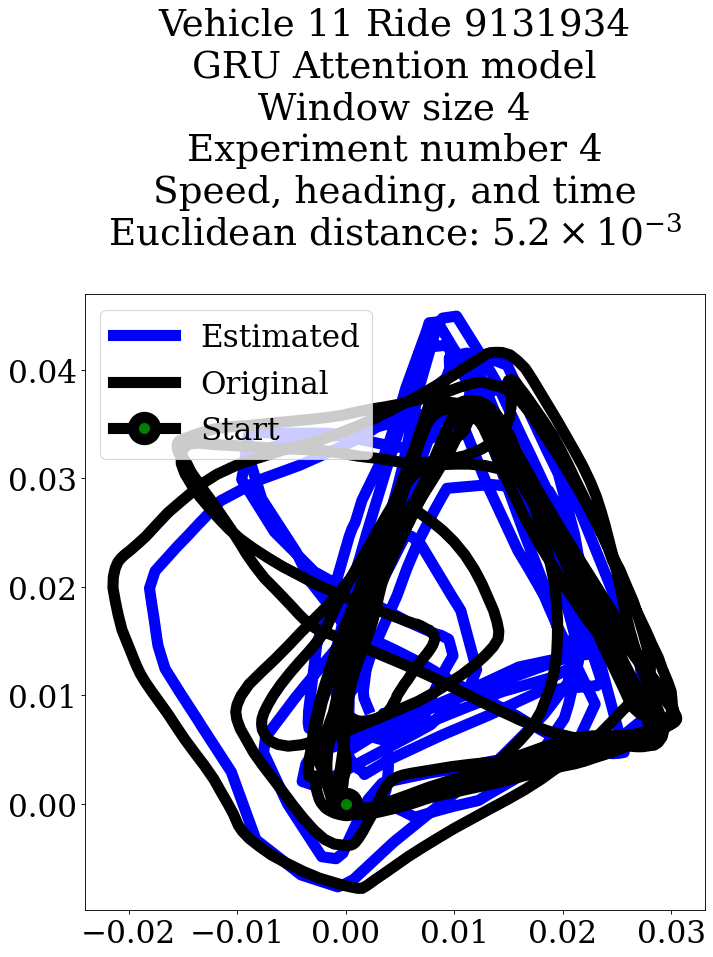 Vehicle 11 Ride 9131934
GRU Attention model
Window size 4
Experiment number 4
Speed, heading, and time
Euclidean distance: 5.2 × 10⁻³
Estimated
Original
Start
0.04
0.03
0.02
0.01
0.00
−0.02 −0.01 0.00 0.01 0.02 0.03